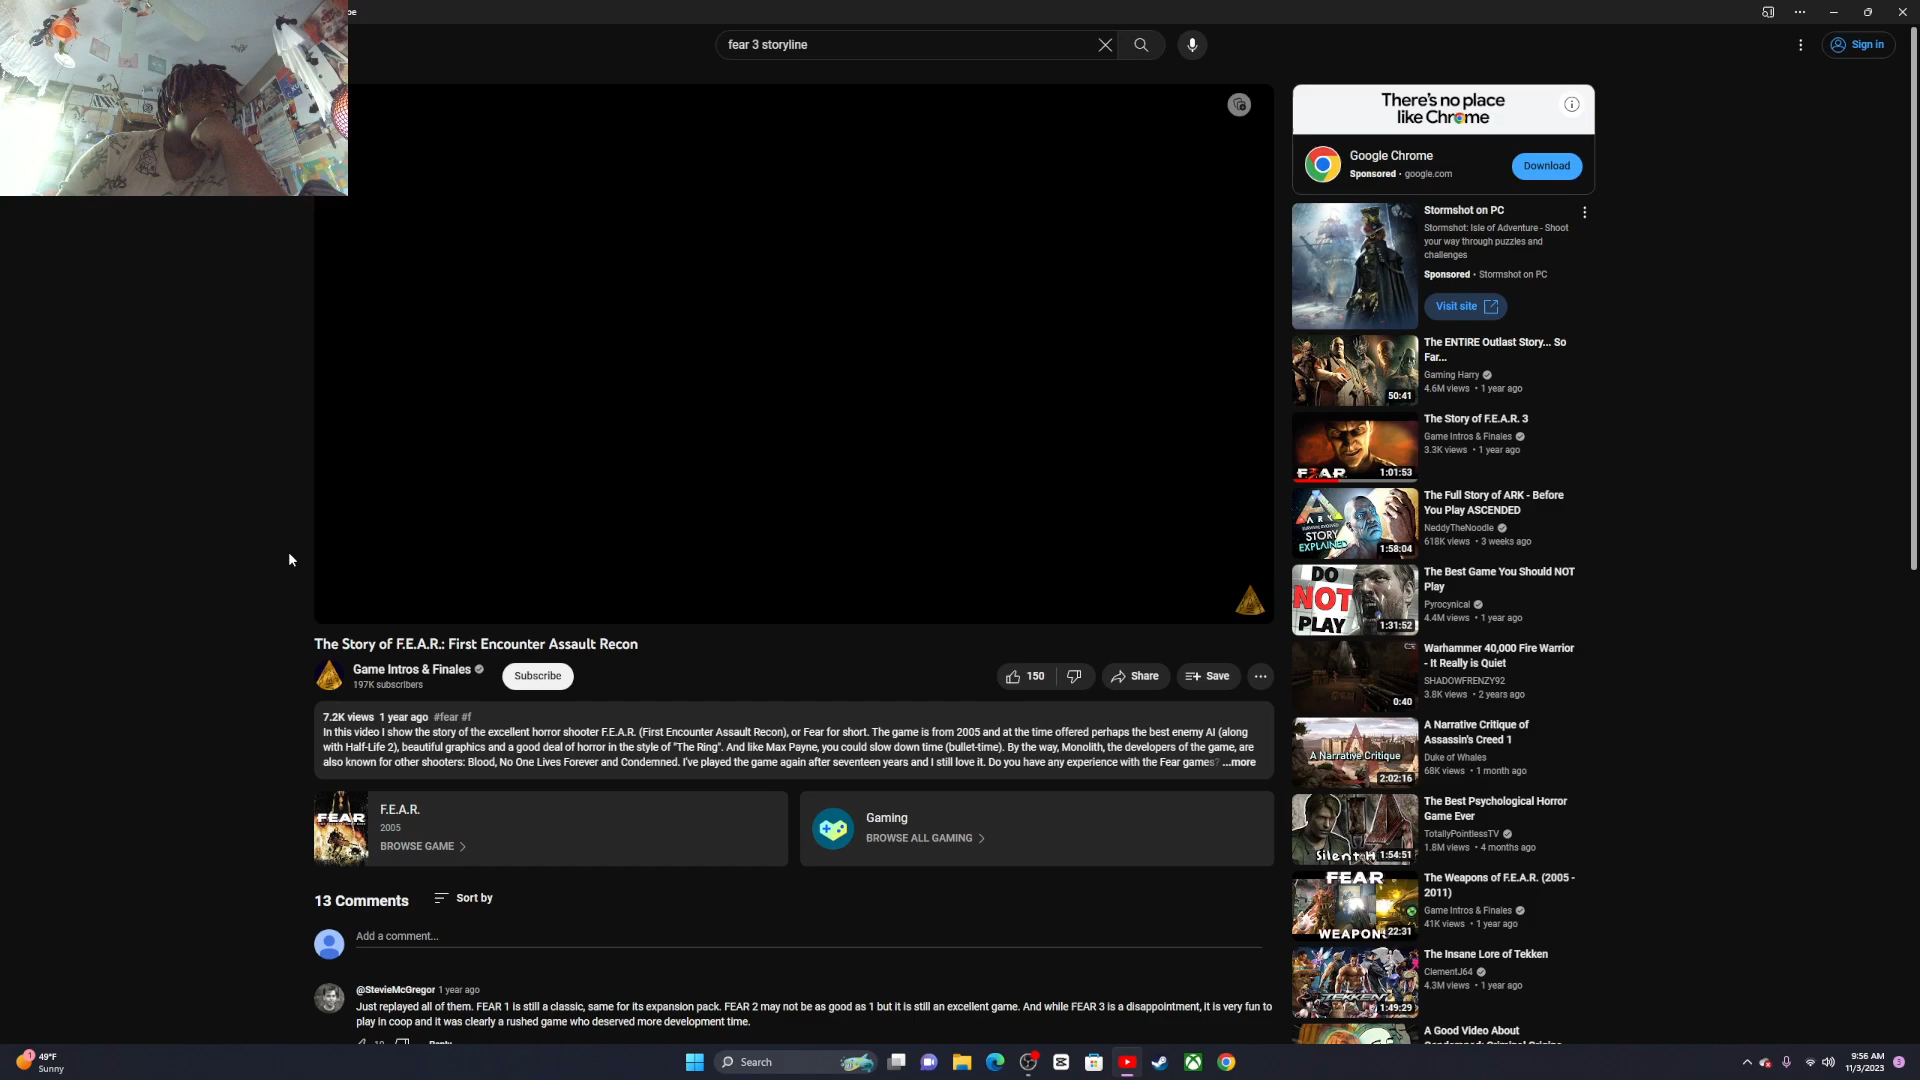 be
fear 3 storyline
Sign in
There's no place
like Chrome
Google Chrome
Sponsored • google.com
Download
Stormshot on PC
Stormshot: Isle of Adventure - Shoot
your way through puzzles and
challenges
Sponsored • Stormshot on PC
Visit site
The ENTIRE Outlast Story... So
Far...
Gaming Harry
4.6M views • 1 year ago
50:41
The Story of F.E.A.R. 3
Game Intros & Finales
3.3K views • 1 year ago
1:01:53
ARK
STORY
EXPLAINED
1:58:04
The Full Story of ARK - Before
You Play ASCENDED
NeddyTheNoodle
618K views • 3 weeks ago
DO
NOT
PLAY
1:31:52
The Best Game You Should NOT
Play
Pyrocynical
4.4M views • 1 year ago
Warhammer 40,000 Fire Warrior
- It Really is Quiet
SHADOWFRENZY92
3.8K views • 2 years ago
0:40
A Narrative Critique of
Assassin's Creed 1
Duke of Whales
68K views • 1 month ago
A Narrative Critique
2:02:16
The Best Psychological Horror
Game Ever
TotallyPointlessTV
1.8M views • 4 months ago
Silent H
1:54:51
The Weapons of F.E.A.R. (2005 -
2011)
Game Intros & Finales
41K views • 1 year ago
FEAR
WEAPONS
22:31
The Insane Lore of Tekken
ClementJ64
4.3M views • 1 year ago
TEKKEN
1:49:29
A Good Video About
The Story of F.E.A.R.: First Encounter Assault Recon
Game Intros & Finales
197K subscribers
Subscribe
150
Share
Save
7.2K views 1 year ago #fear #f
In this video I show the story of the excellent horror shooter F.E.A.R. (First Encounter Assault Recon), or Fear for short. The game is from 2005 and at the time offered perhaps the best enemy AI (along
with Half-Life 2), beautiful graphics and a good deal of horror in the style of "The Ring". And like Max Payne, you could slow down time (bullet-time). By the way, Monolith, the developers of the game, are
also known for other shooters: Blood, No One Lives Forever and Condemned. I've played the game again after seventeen years and I still love it. Do you have any experience with the Fear games? ...more
FEAR
F.E.A.R.
2005
BROWSE GAME
Gaming
BROWSE ALL GAMING
13 Comments
Sort by
Add a comment...
@StevieMcGregor 1 year ago
Just replayed all of them. FEAR 1 is still a classic, same for its expansion pack. FEAR 2 may not be as good as 1 but it is still an excellent game. And while FEAR 3 is a disappointment, it is very fun to
play in coop and it was clearly a rushed game who deserved more development time.
1
49°F
Sunny
Search
9:56 AM
11/3/2023